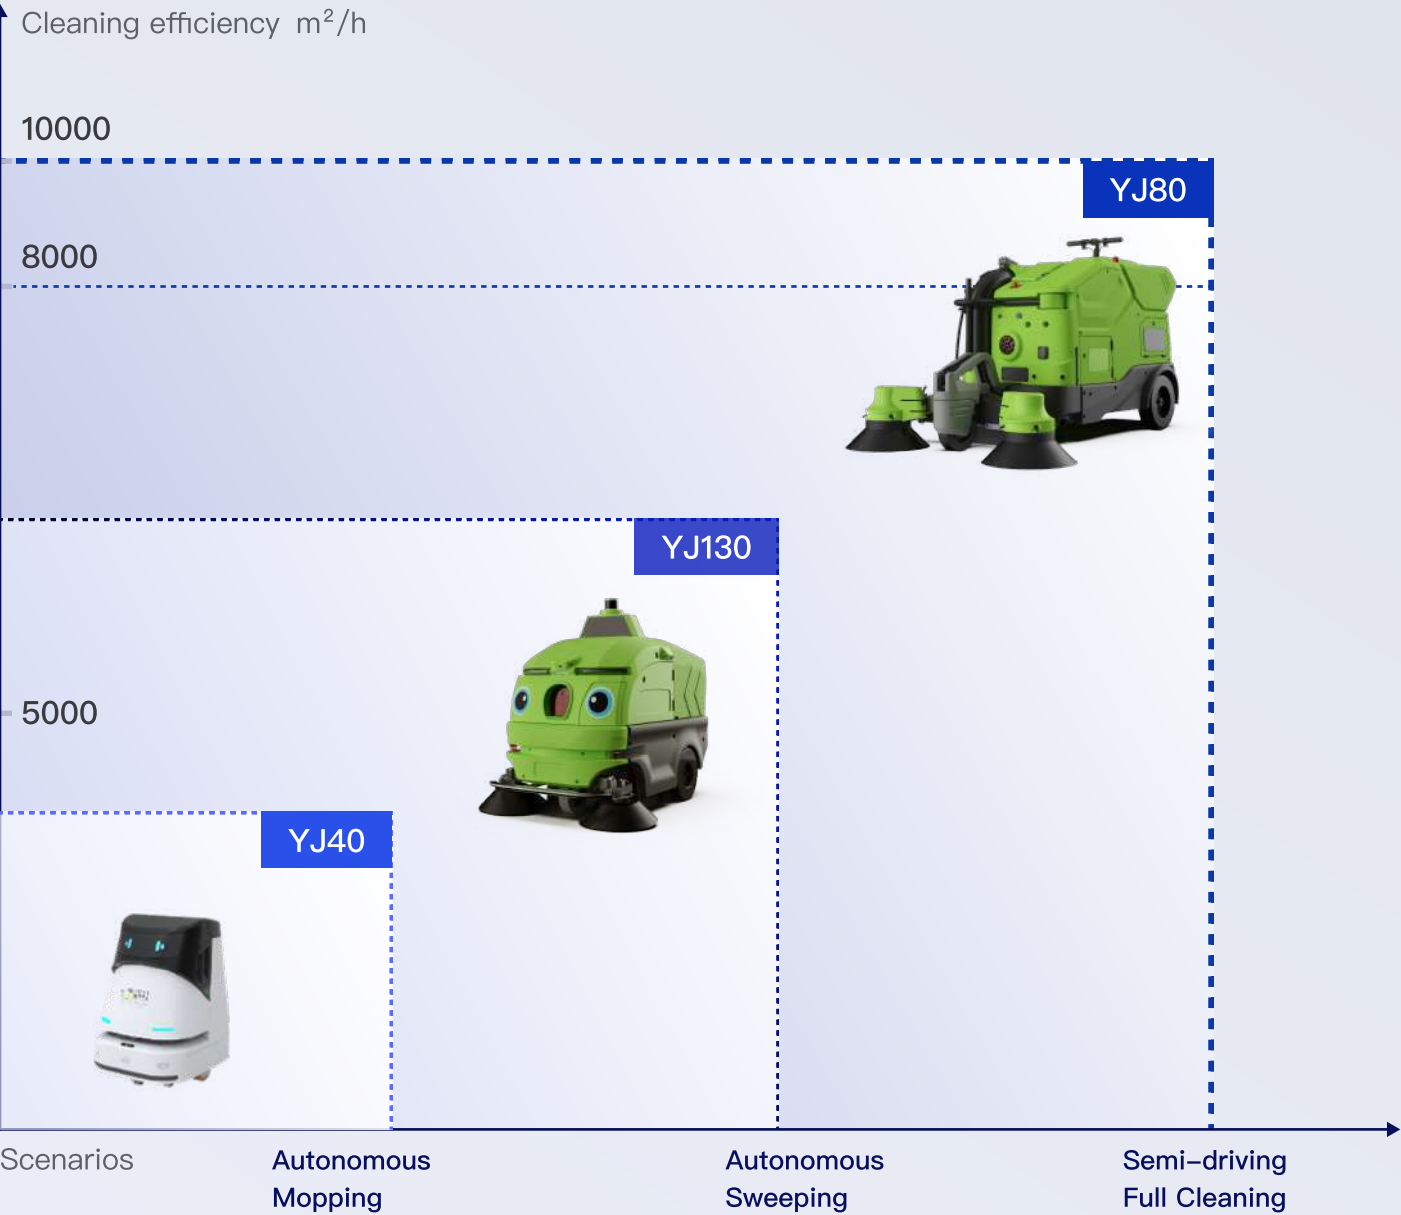 Cleaning efficiency m²/h
10000
YJ80
8000
YJ130
5000
YJ40
Scenarios
Autonomous
Mopping
Autonomous
Sweeping
Semi–driving
Full Cleaning